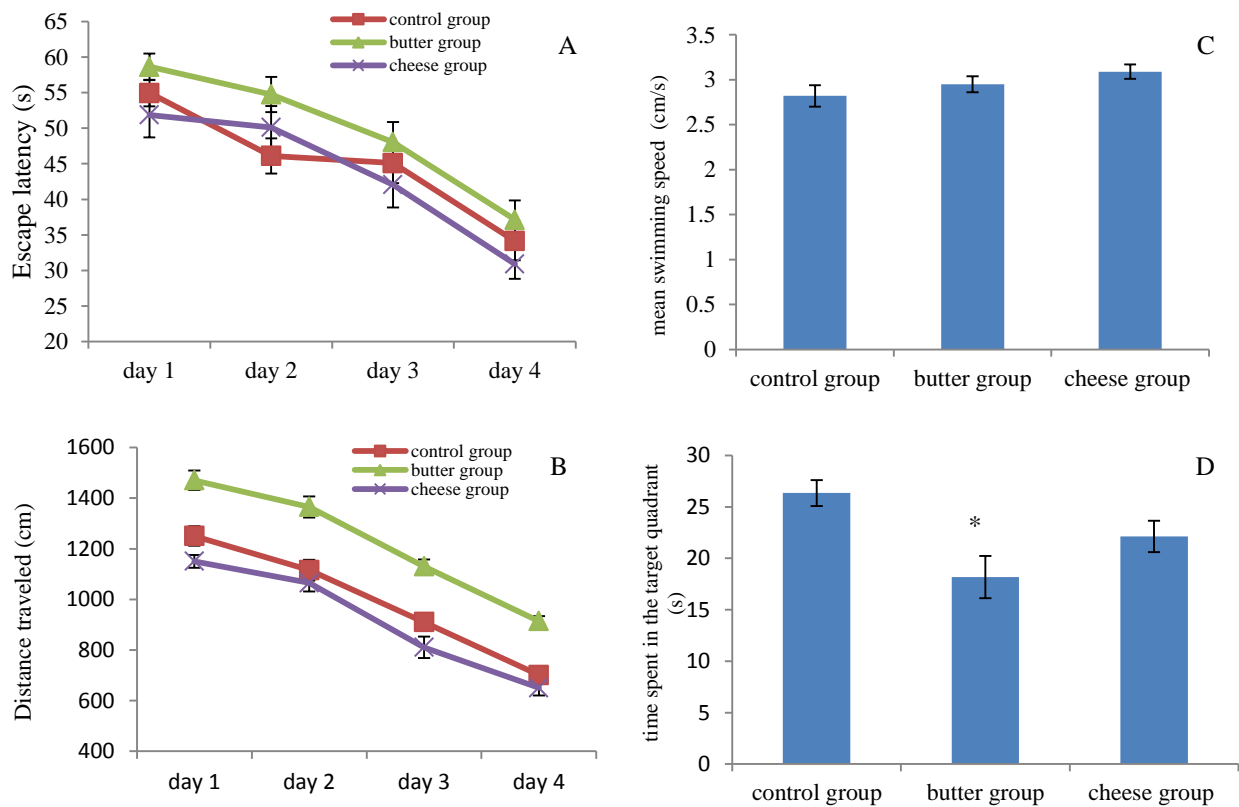 65
60
55
50
45
40
35
30
25
20
Escape latency (s)
control group
butter group
cheese group
A
day 1 day 2 day 3 day 4
3.5
3
2.5
2
1.5
1
0.5
0
mean swimming speed (cm/s)
C
control group butter group cheese group
1600
1400
1200
1000
800
600
400
Distance traveled (cm)
control group
butter group
cheese group
B
day 1 day 2 day 3 day 4
30
25
20
15
10
5
0
time spent in the target quadrant
(s)
D
*
control group butter group cheese group